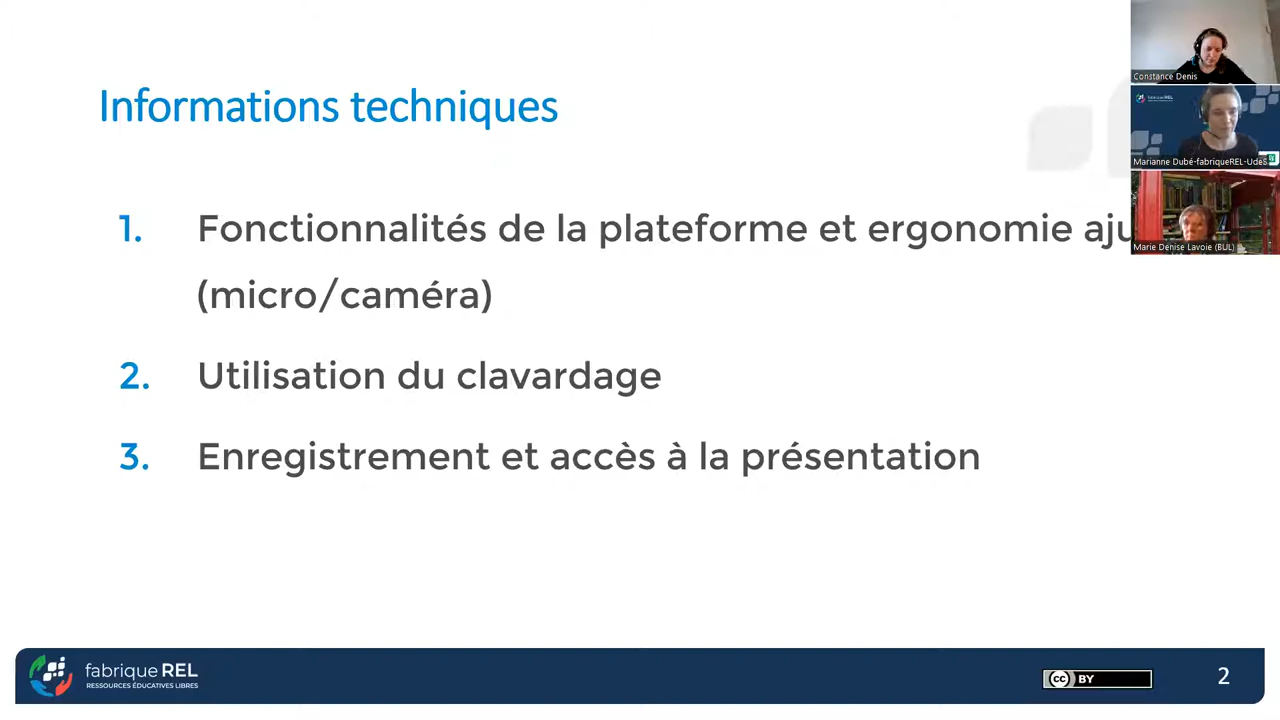 Informations techniques
1. Fonctionnalités de la plateforme et ergonomie
(micro/caméra)
2. Utilisation du clavardage
3. Enregistrement et accès à la présentation
Constance Denis
fabriqueREL
Marianne Dubé-fabriqueREL-UdeS
Marie Denise Lavoie (BUL)
fabrique REL
RESSOURCES ÉDUCATIVES LIBRES
CC BY
2